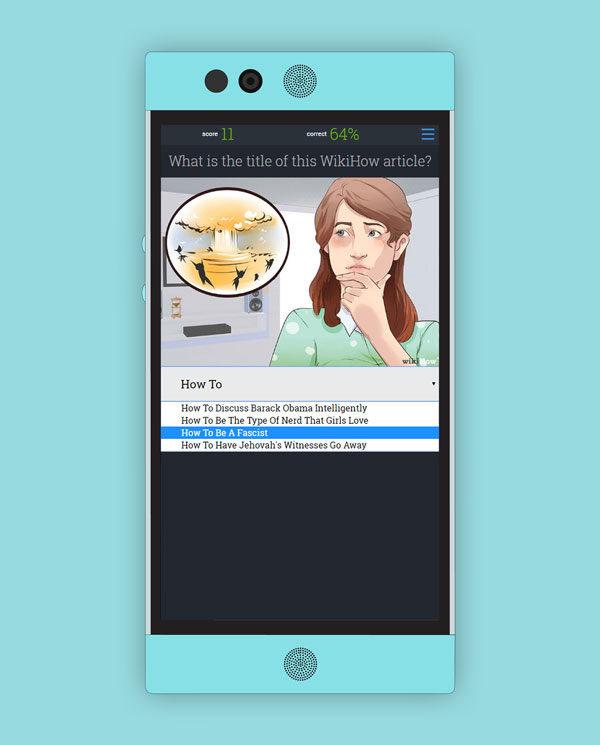 score 11 correct 64%
What is the title of this WikiHow article?
wikiHow
How To
How To Discuss Barack Obama Intelligently
How To Be The Type Of Nerd That Girls Love
How To Be A Fascist
How To Have Jehovah's Witnesses Go Away